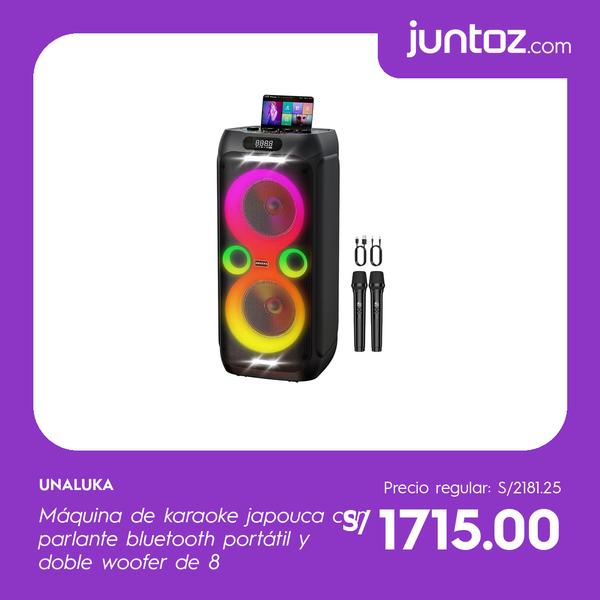 juntoz.com
UNALUKA
Máquina de karaoke japouca con
parlante bluetooth portátil y
doble woofer de 8
Precio regular: S/2181.25
S/ 1715.00